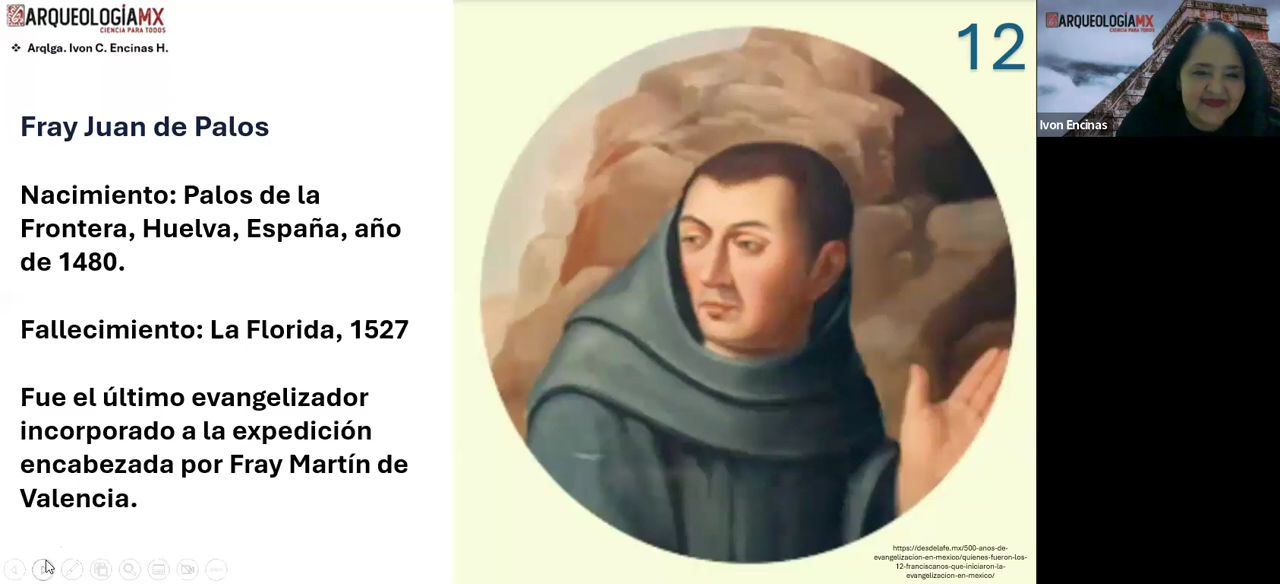 ARQUEOLOGÍAMX
CIENCIA PARA TODOS
❖ Arqlga. Ivon C. Encinas H.
Fray Juan de Palos
Nacimiento: Palos de la
Frontera, Huelva, España, año
de 1480.
Fallecimiento: La Florida, 1527
Fue el último evangelizador
incorporado a la expedición
encabezada por Fray Martín de
Valencia.
12
https://desdelafe.mx/500-anos-de-
evangelizacion-en-mexico/quienes-fueron-los-
12-franciscanos-que-iniciaron-la-
evangelizacion-en-mexico/
ARQUEOLOGÍAMX
CIENCIA PARA TODOS
Ivon Encinas